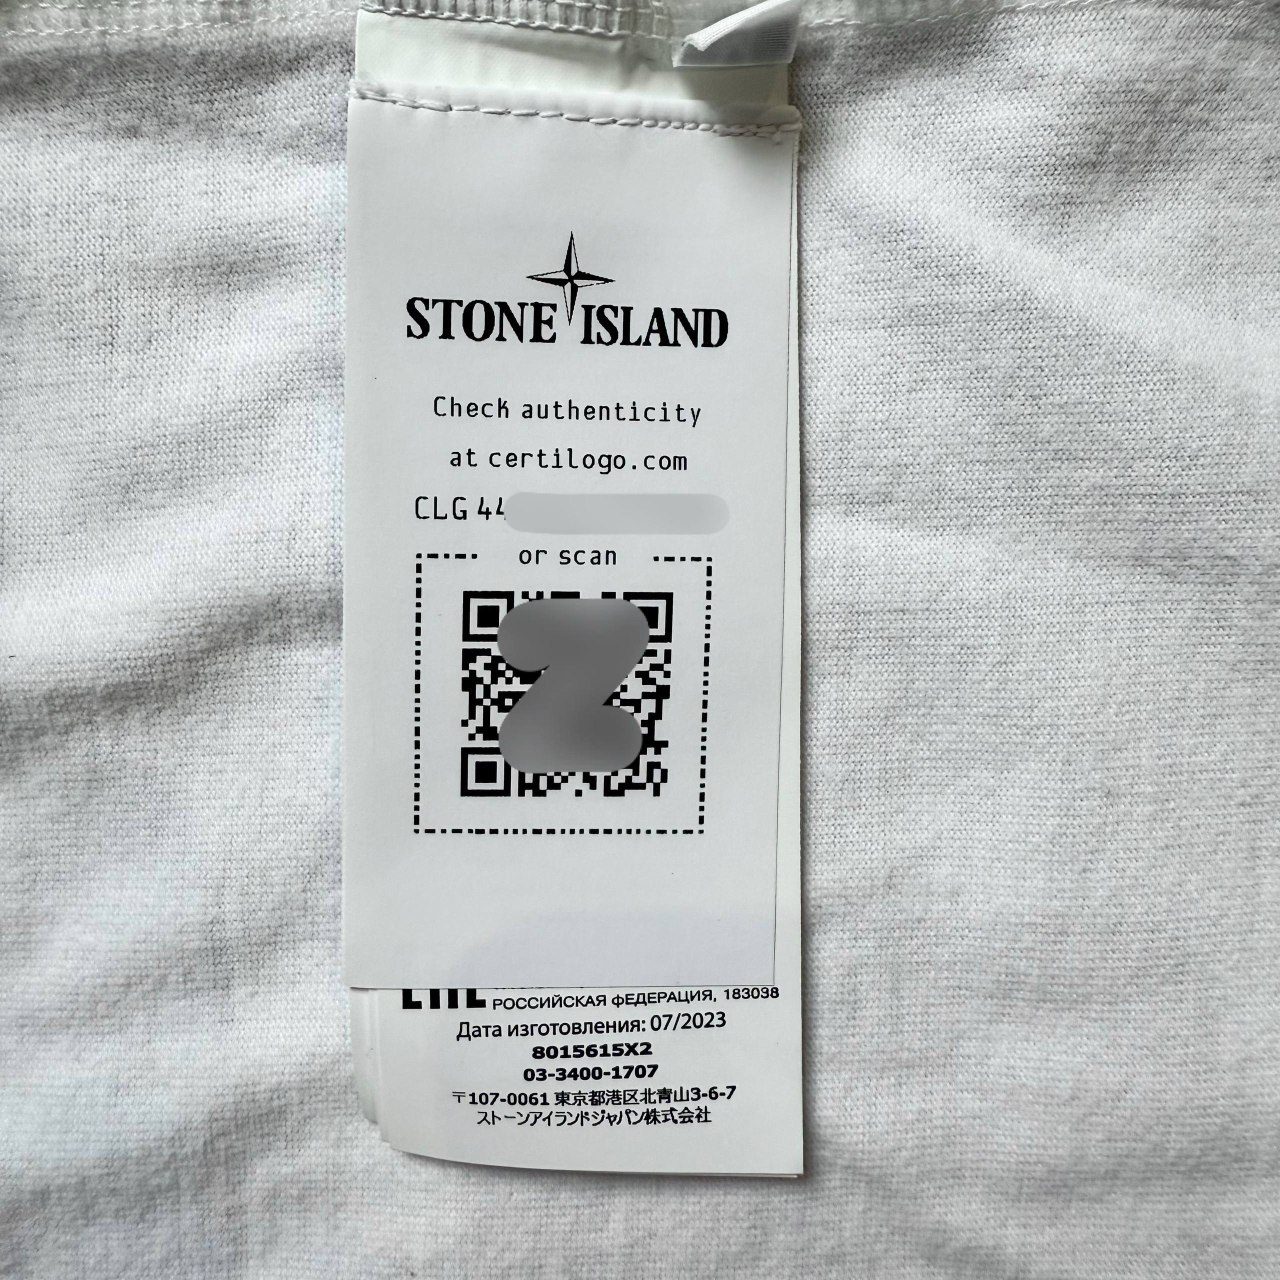 STONE ISLAND
Check authenticity
at certilogo.com
CLG 44
or scan
РОССИЙСКАЯ ФЕДЕРАЦИЯ, 183038
Дата изготовления: 07/2023
8015615X2
03-3400-1707
〒107-0061 東京都港区北青山3-6-7
ストーンアイランドジャパン株式会社